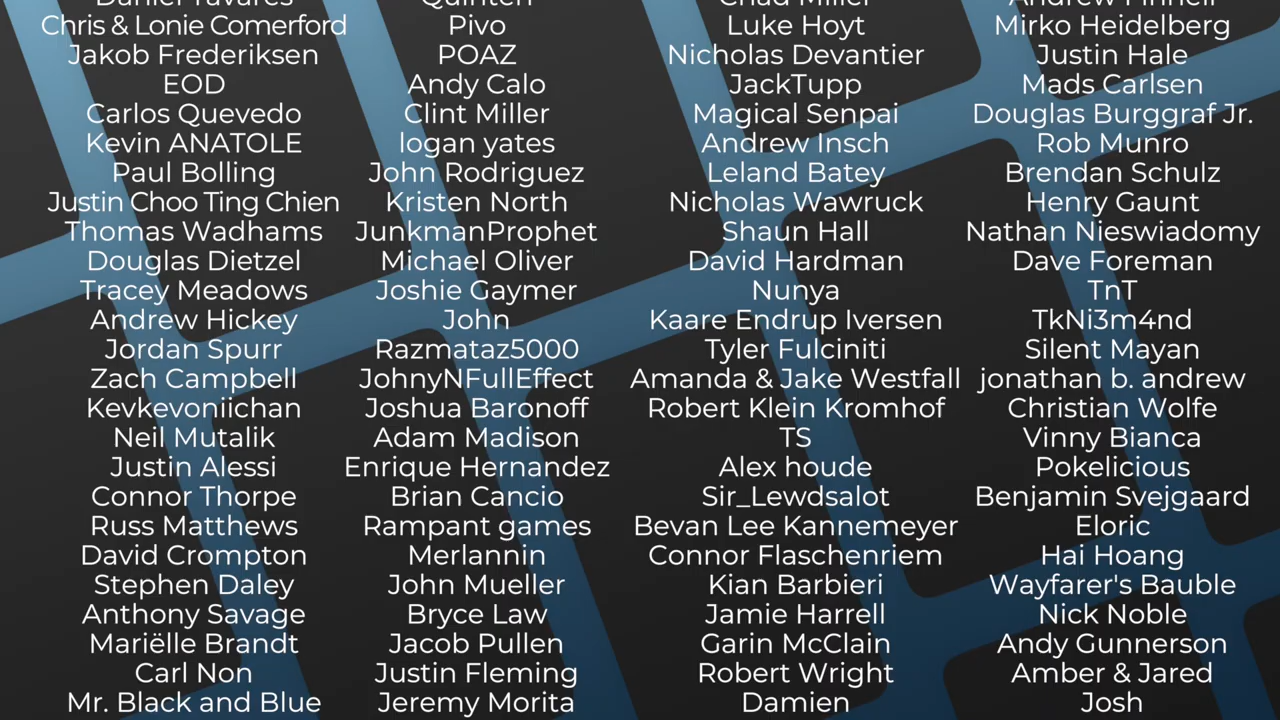 Daniel Tavares
Chris & Lonie Comerford
Jakob Frederiksen
EOD
Carlos Quevedo
Kevin ANATOLE
Paul Bolling
Justin Choo Ting Chien
Thomas Wadhams
Douglas Dietzel
Tracey Meadows
Andrew Hickey
Jordan Spurr
Zach Campbell
Kevkevoniichan
Neil Mutalik
Justin Alessi
Connor Thorpe
Russ Matthews
David Crompton
Stephen Daley
Anthony Savage
Mariëlle Brandt
Carl Non
Mr. Black and Blue
Quinten
Pivo
POAZ
Andy Calo
Clint Miller
logan yates
John Rodriguez
Kristen North
JunkmanProphet
Michael Oliver
Joshie Gaymer
John
Razmataz5000
JohnyNFullEffect
Joshua Baronoff
Adam Madison
Enrique Hernandez
Brian Cancio
Rampant games
Merlannin
John Mueller
Bryce Law
Jacob Pullen
Justin Fleming
Jeremy Morita
Chad Miller
Luke Hoyt
Nicholas Devantier
JackTupp
Magical Senpai
Andrew Insch
Leland Batey
Nicholas Wawruck
Shaun Hall
David Hardman
Nunya
Kaare Endrup Iversen
Tyler Fulciniti
Amanda & Jake Westfall
Robert Klein Kromhof
TS
Alex houde
Sir_Lewdsalot
Bevan Lee Kannemeyer
Connor Flaschenriem
Kian Barbieri
Jamie Harrell
Garin McClain
Robert Wright
Damien
Andrew
Mirko Heidelberg
Justin Hale
Mads Carlsen
Douglas Burggraf Jr.
Rob Munro
Brendan Schulz
Henry Gaunt
Nathan Nieswiadomy
Dave Foreman
TnT
TkNi3m4nd
Silent Mayan
jonathan b. andrew
Christian Wolfe
Vinny Bianca
Pokelicious
Benjamin Svejgaard
Eloric
Hai Hoang
Wayfarer's Bauble
Nick Noble
Andy Gunnerson
Amber & Jared
Josh